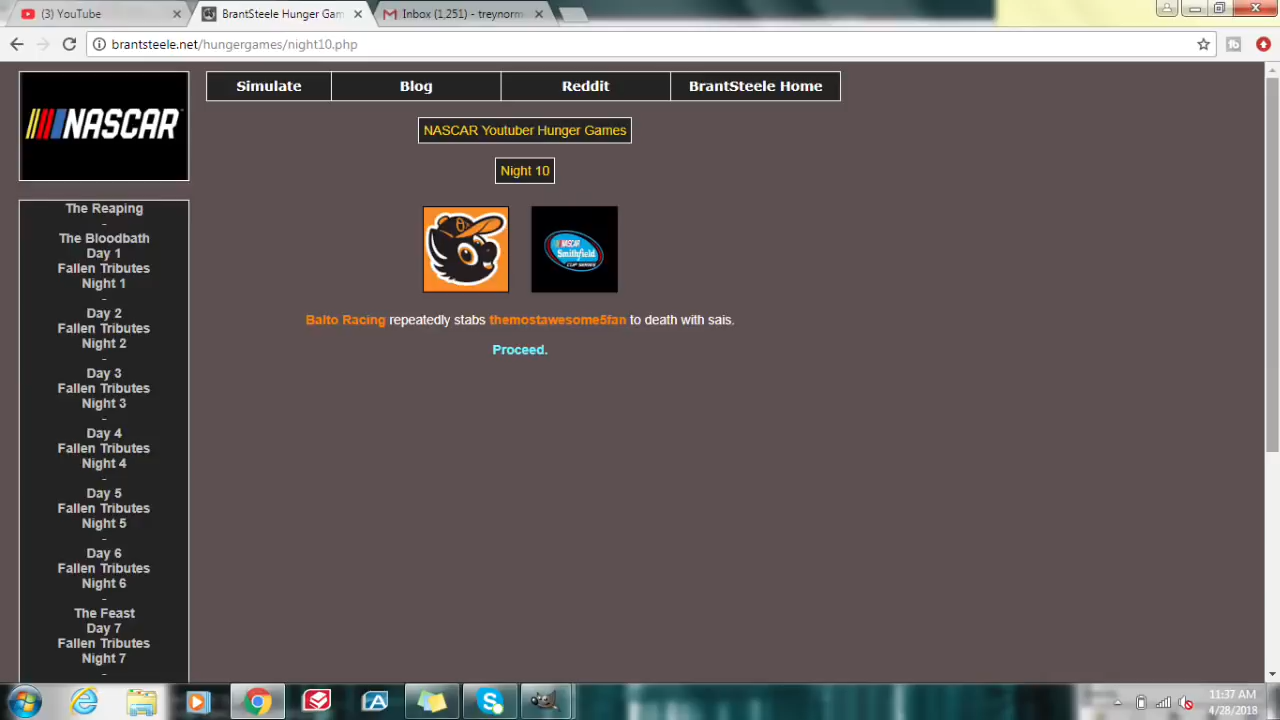 (3) YouTube
BrantSteele Hunger Gam
Inbox (1,251) - treynorm
brantsteele.net/hungergames/night10.php
NASCAR
Simulate
Blog
Reddit
BrantSteele Home
NASCAR Youtuber Hunger Games
Night 10
NASCAR
Smithfield
CUP SERIES
Balto Racing repeatedly stabs themostawesome5fan to death with sais.
Proceed.
The Reaping
-
The Bloodbath
Day 1
Fallen Tributes
Night 1
-
Day 2
Fallen Tributes
Night 2
-
Day 3
Fallen Tributes
Night 3
-
Day 4
Fallen Tributes
Night 4
-
Day 5
Fallen Tributes
Night 5
-
Day 6
Fallen Tributes
Night 6
-
The Feast
Day 7
Fallen Tributes
Night 7
-
11:37 AM
4/28/2018